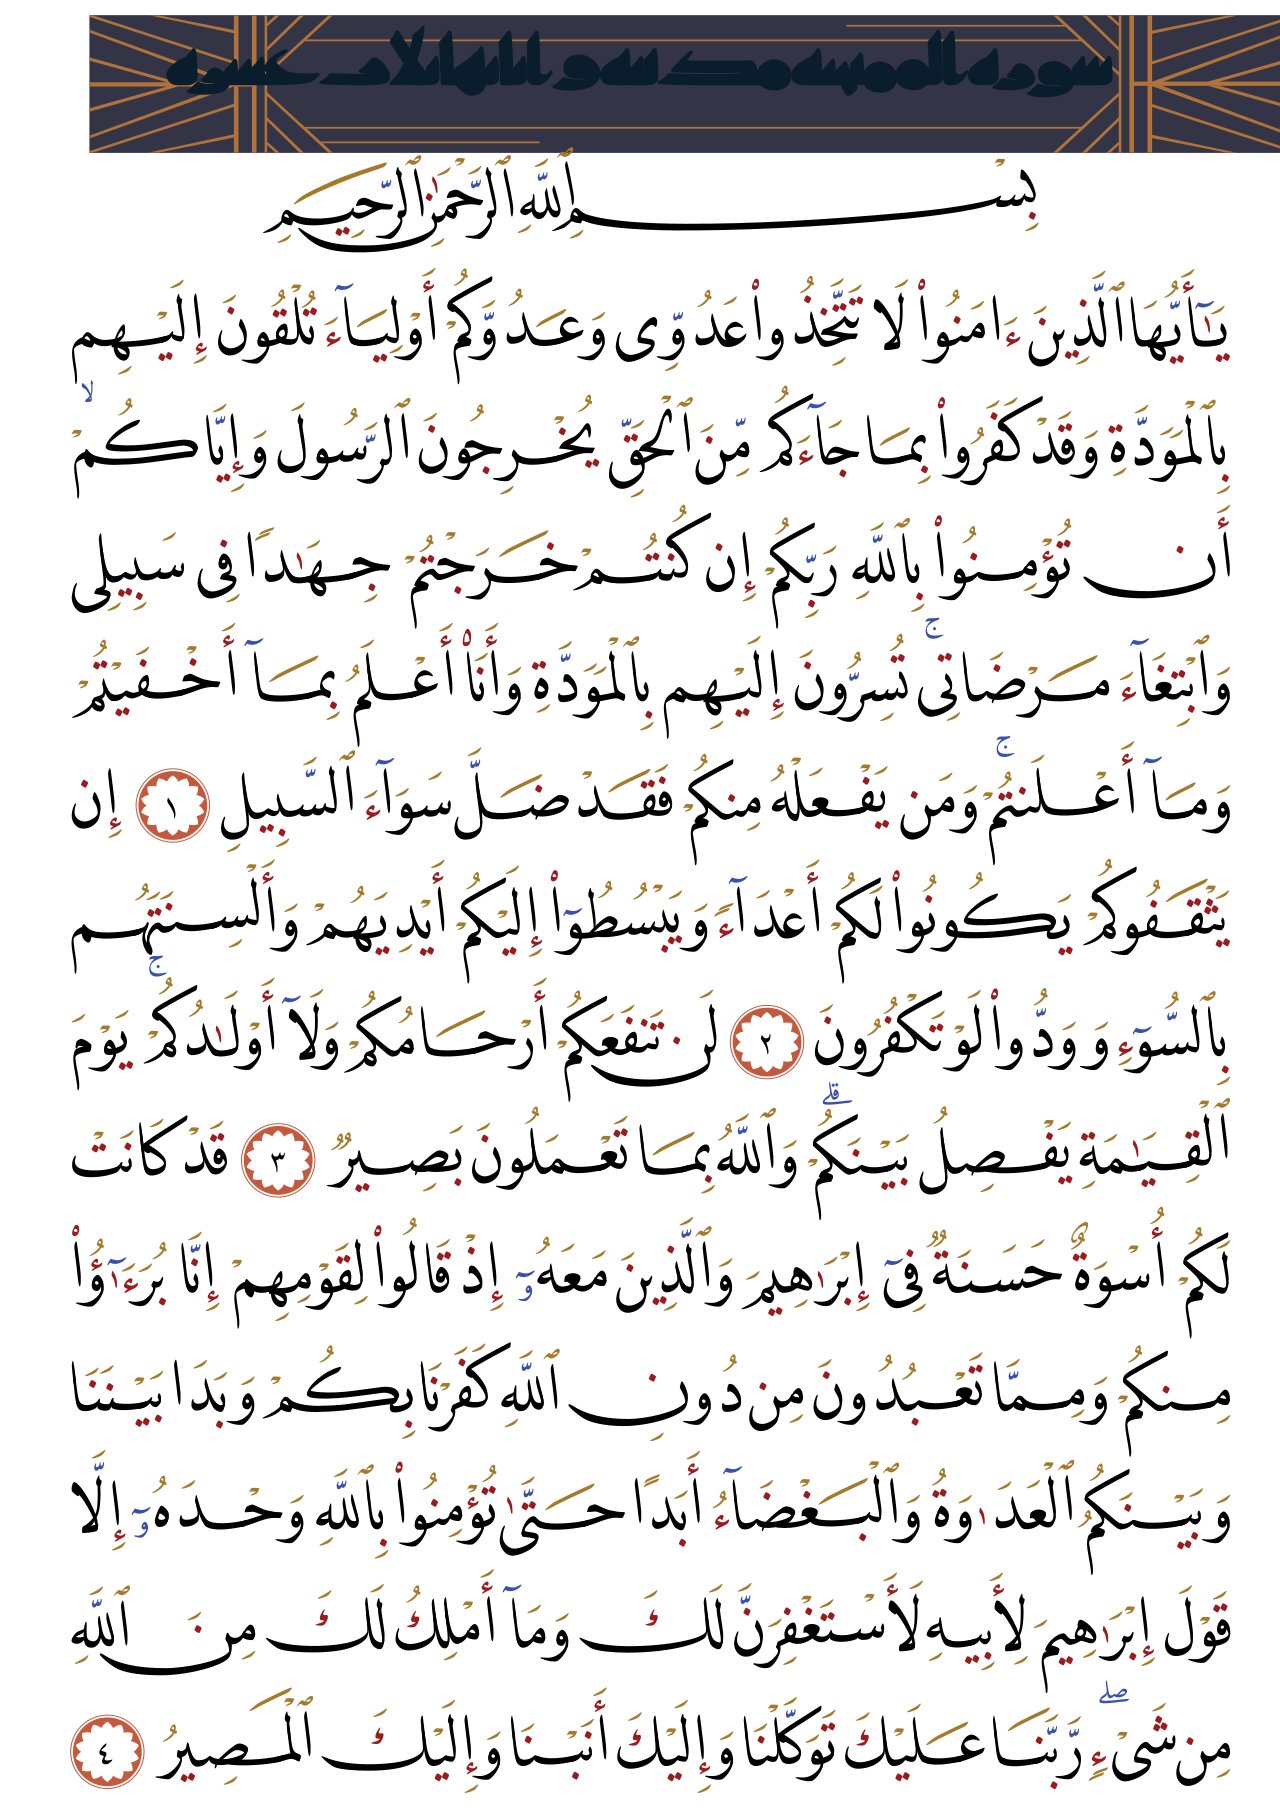 سورة
بِسْمِ ٱللَّهِ ٱلرَّحْمَٰنِ ٱلرَّحِيمِ
يَٰٓأَيُّهَا ٱلَّذِينَ ءَامَنُوا۟ لَا تَتَّخِذُوا۟ عَدُوِّى وَعَدُوَّكُمْ أَوْلِيَآءَ تُلْقُونَ إِلَيْهِم
بِٱلْمَوَدَّةِ وَقَدْ كَفَرُوا۟ بِمَا جَآءَكُم مِّنَ ٱلْحَقِّ يُخْرِجُونَ ٱلرَّسُولَ وَإِيَّاكُمْ ۙ
أَن تُؤْمِنُوا۟ بِٱللَّهِ رَبِّكُمْ إِن كُنتُمْ خَرَجْتُمْ جِهَٰدًا فِى سَبِيلِى
وَٱبْتِغَآءَ مَرْضَاتِى ۚ تُسِرُّونَ إِلَيْهِم بِٱلْمَوَدَّةِ وَأَنَا۠ أَعْلَمُ بِمَآ أَخْفَيْتُمْ
وَمَآ أَعْلَنتُمْ ۚ وَمَن يَفْعَلْهُ مِنكُمْ فَقَدْ ضَلَّ سَوَآءَ ٱلسَّبِيلِ ١ إِن
يَثْقَفُوكُمْ يَكُونُوا۟ لَكُمْ أَعْدَآءً وَيَبْسُطُوٓا۟ إِلَيْكُمْ أَيْدِيَهُمْ وَأَلْسِنَتَهُم
بِٱلسُّوٓءِ وَوَدُّوا۟ لَوْ تَكْفُرُونَ ٢ لَن تَنفَعَكُمْ أَرْحَامُكُمْ وَلَآ أَوْلَٰدُكُمْ ۚ يَوْمَ
ٱلْقِيَٰمَةِ يَفْصِلُ بَيْنَكُمْ ۗ وَٱللَّهُ بِمَا تَعْمَلُونَ بَصِيرٌ ٣ قَدْ كَانَتْ
لَكُمْ أُسْوَةٌ حَسَنَةٌ فِىٓ إِبْرَٰهِيمَ وَٱلَّذِينَ مَعَهُۥٓ إِذْ قَالُوا۟ لِقَوْمِهِمْ إِنَّا بُرَءَٰٓؤُا۟
مِنكُمْ وَمِمَّا تَعْبُدُونَ مِن دُونِ ٱللَّهِ كَفَرْنَا بِكُمْ وَبَدَا بَيْنَنَا
وَبَيْنَكُمُ ٱلْعَدَٰوَةُ وَٱلْبَغْضَآءُ أَبَدًا حَتَّىٰ تُؤْمِنُوا۟ بِٱللَّهِ وَحْدَهُۥٓ إِلَّا
قَوْلَ إِبْرَٰهِيمَ لِأَبِيهِ لَأَسْتَغْفِرَنَّ لَكَ وَمَآ أَمْلِكُ لَكَ مِنَ ٱللَّهِ
مِن شَىْءٍ ۖ رَّبَّنَا عَلَيْكَ تَوَكَّلْنَا وَإِلَيْكَ أَنَبْنَا وَإِلَيْكَ ٱلْمَصِيرُ ٤